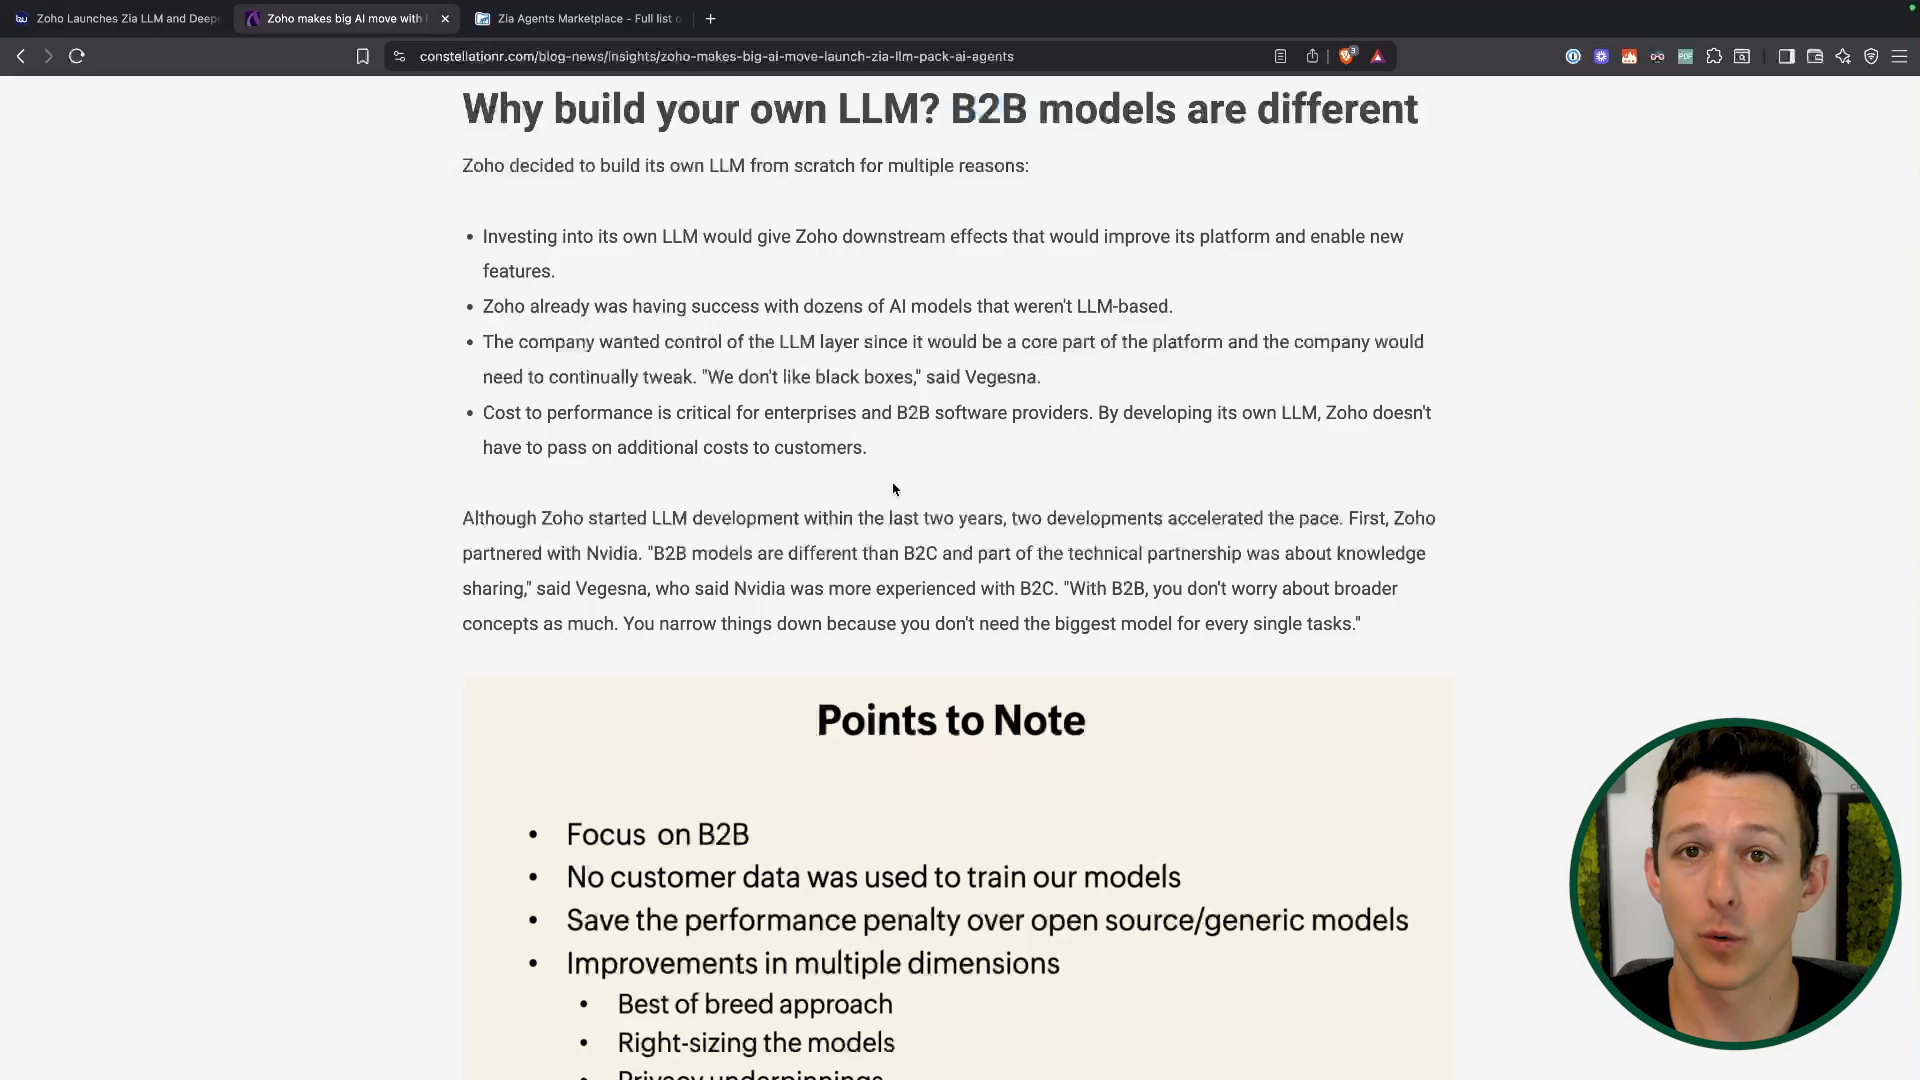 Zoho Launches Zia LLM and Deepe
Zoho makes big AI move with
Zia Agents Marketplace - Full list o
constellationr.com/blog-news/insights/zoho-makes-big-ai-move-launch-zia-llm-pack-ai-agents
3
PDF
Why build your own LLM? B2B models are different
Zoho decided to build its own LLM from scratch for multiple reasons:
• Investing into its own LLM would give Zoho downstream effects that would improve its platform and enable new
features.
• Zoho already was having success with dozens of AI models that weren't LLM-based.
• The company wanted control of the LLM layer since it would be a core part of the platform and the company would
need to continually tweak. "We don't like black boxes," said Vegesna.
• Cost to performance is critical for enterprises and B2B software providers. By developing its own LLM, Zoho doesn't
have to pass on additional costs to customers.
Although Zoho started LLM development within the last two years, two developments accelerated the pace. First, Zoho
partnered with Nvidia. "B2B models are different than B2C and part of the technical partnership was about knowledge
sharing," said Vegesna, who said Nvidia was more experienced with B2C. "With B2B, you don't worry about broader
concepts as much. You narrow things down because you don't need the biggest model for every single tasks."
Points to Note
• Focus on B2B
• No customer data was used to train our models
• Save the performance penalty over open source/generic models
• Improvements in multiple dimensions
• Best of breed approach
• Right-sizing the models
• Privacy underpinnings